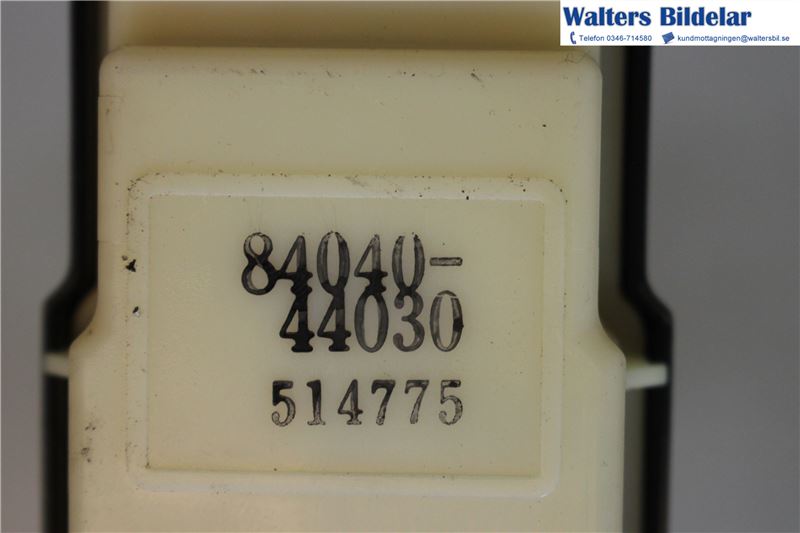 Walters Bildelar
Telefon 0346-714580 kundmottagningen@waltersbil.se
84040-
44030
514775